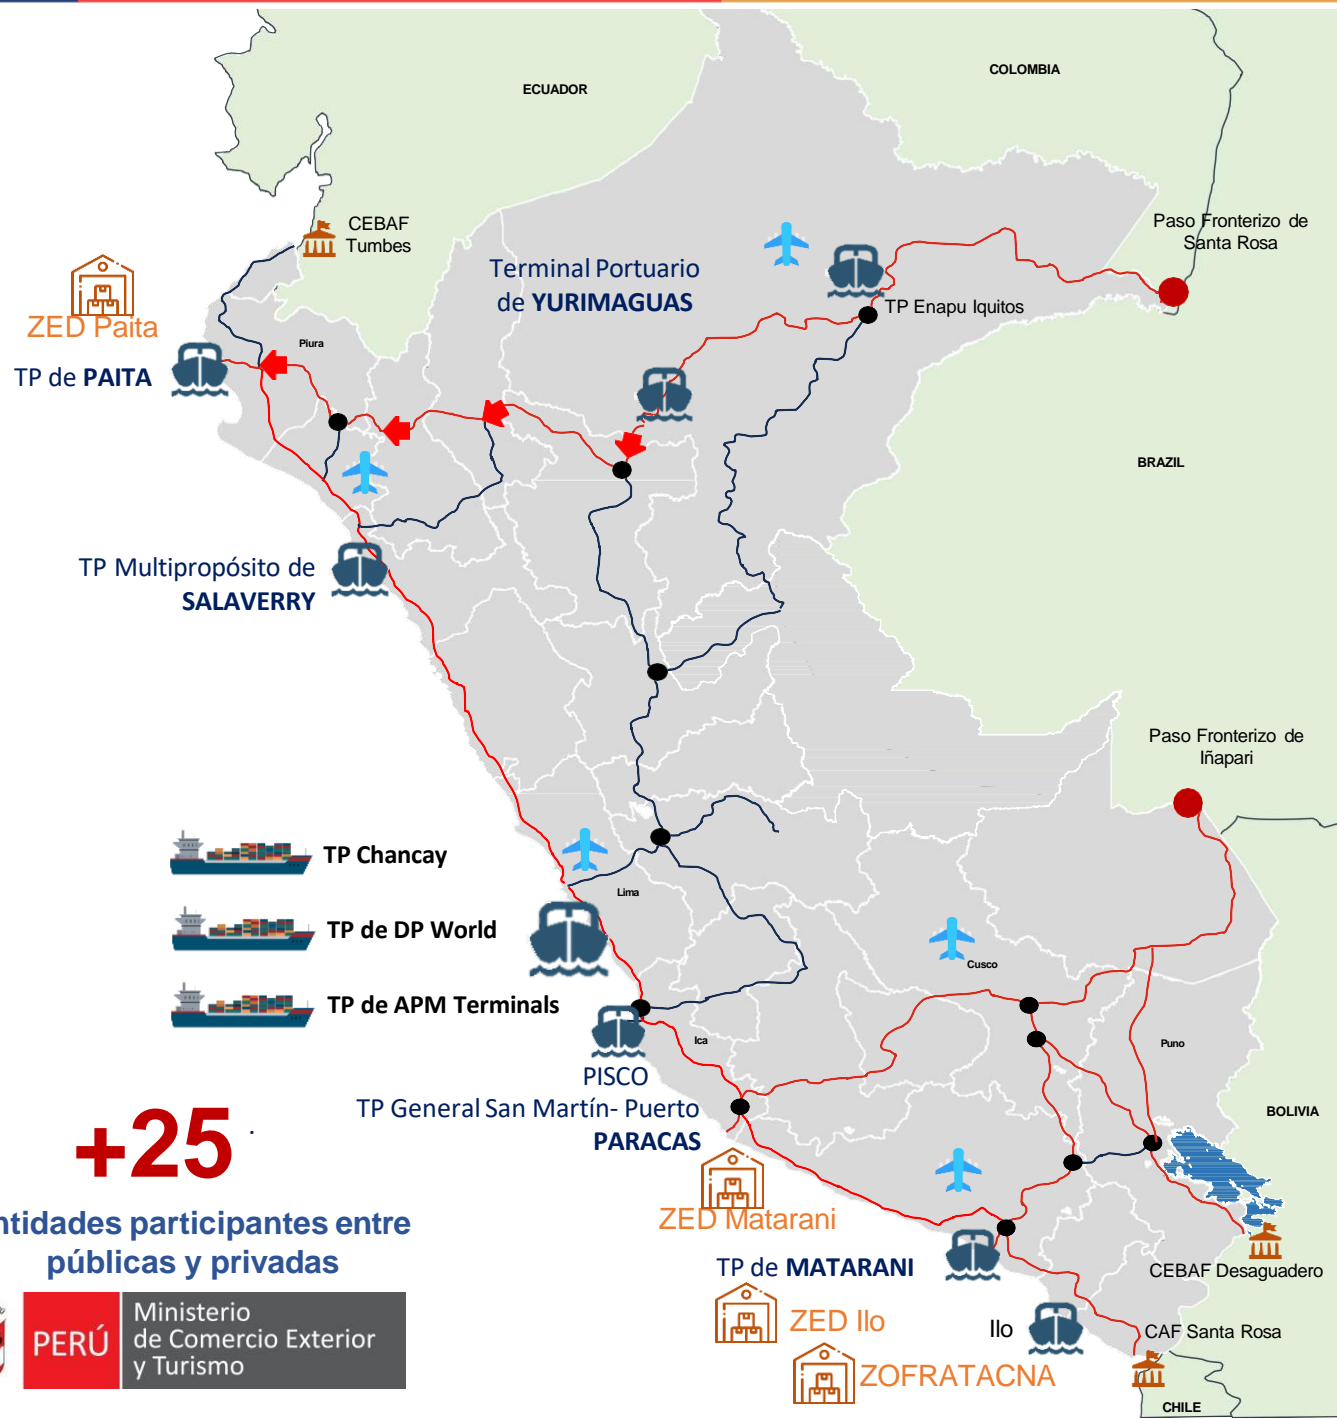 COLOMBIA
ECUADOR
Paso Fronterizo de
Santa Rosa
CEBAF
Tumbes
Terminal Portuario
de YURIMAGUAS
TP Enapu Iquitos
ZED Paita
Piura
TP de PAITA
BRAZIL
TP Multipropósito de
SALAVERRY
Paso Fronterizo de
Iñapari
TP Chancay
Lima
TP de DP World
Cusco
TP de APM Terminals
Ica
Puno
PISCO
TP General San Martín- Puerto
PARACAS
BOLIVIA
+25
.
ntidades participantes entre
públicas y privadas
ZED Matarani
TP de MATARANI
CEBAF Desaguadero
ZED Ilo
Ilo
CAF Santa Rosa
ZOFRATACNA
CHILE
PERÚ
Ministerio
de Comercio Exterior
y Turismo